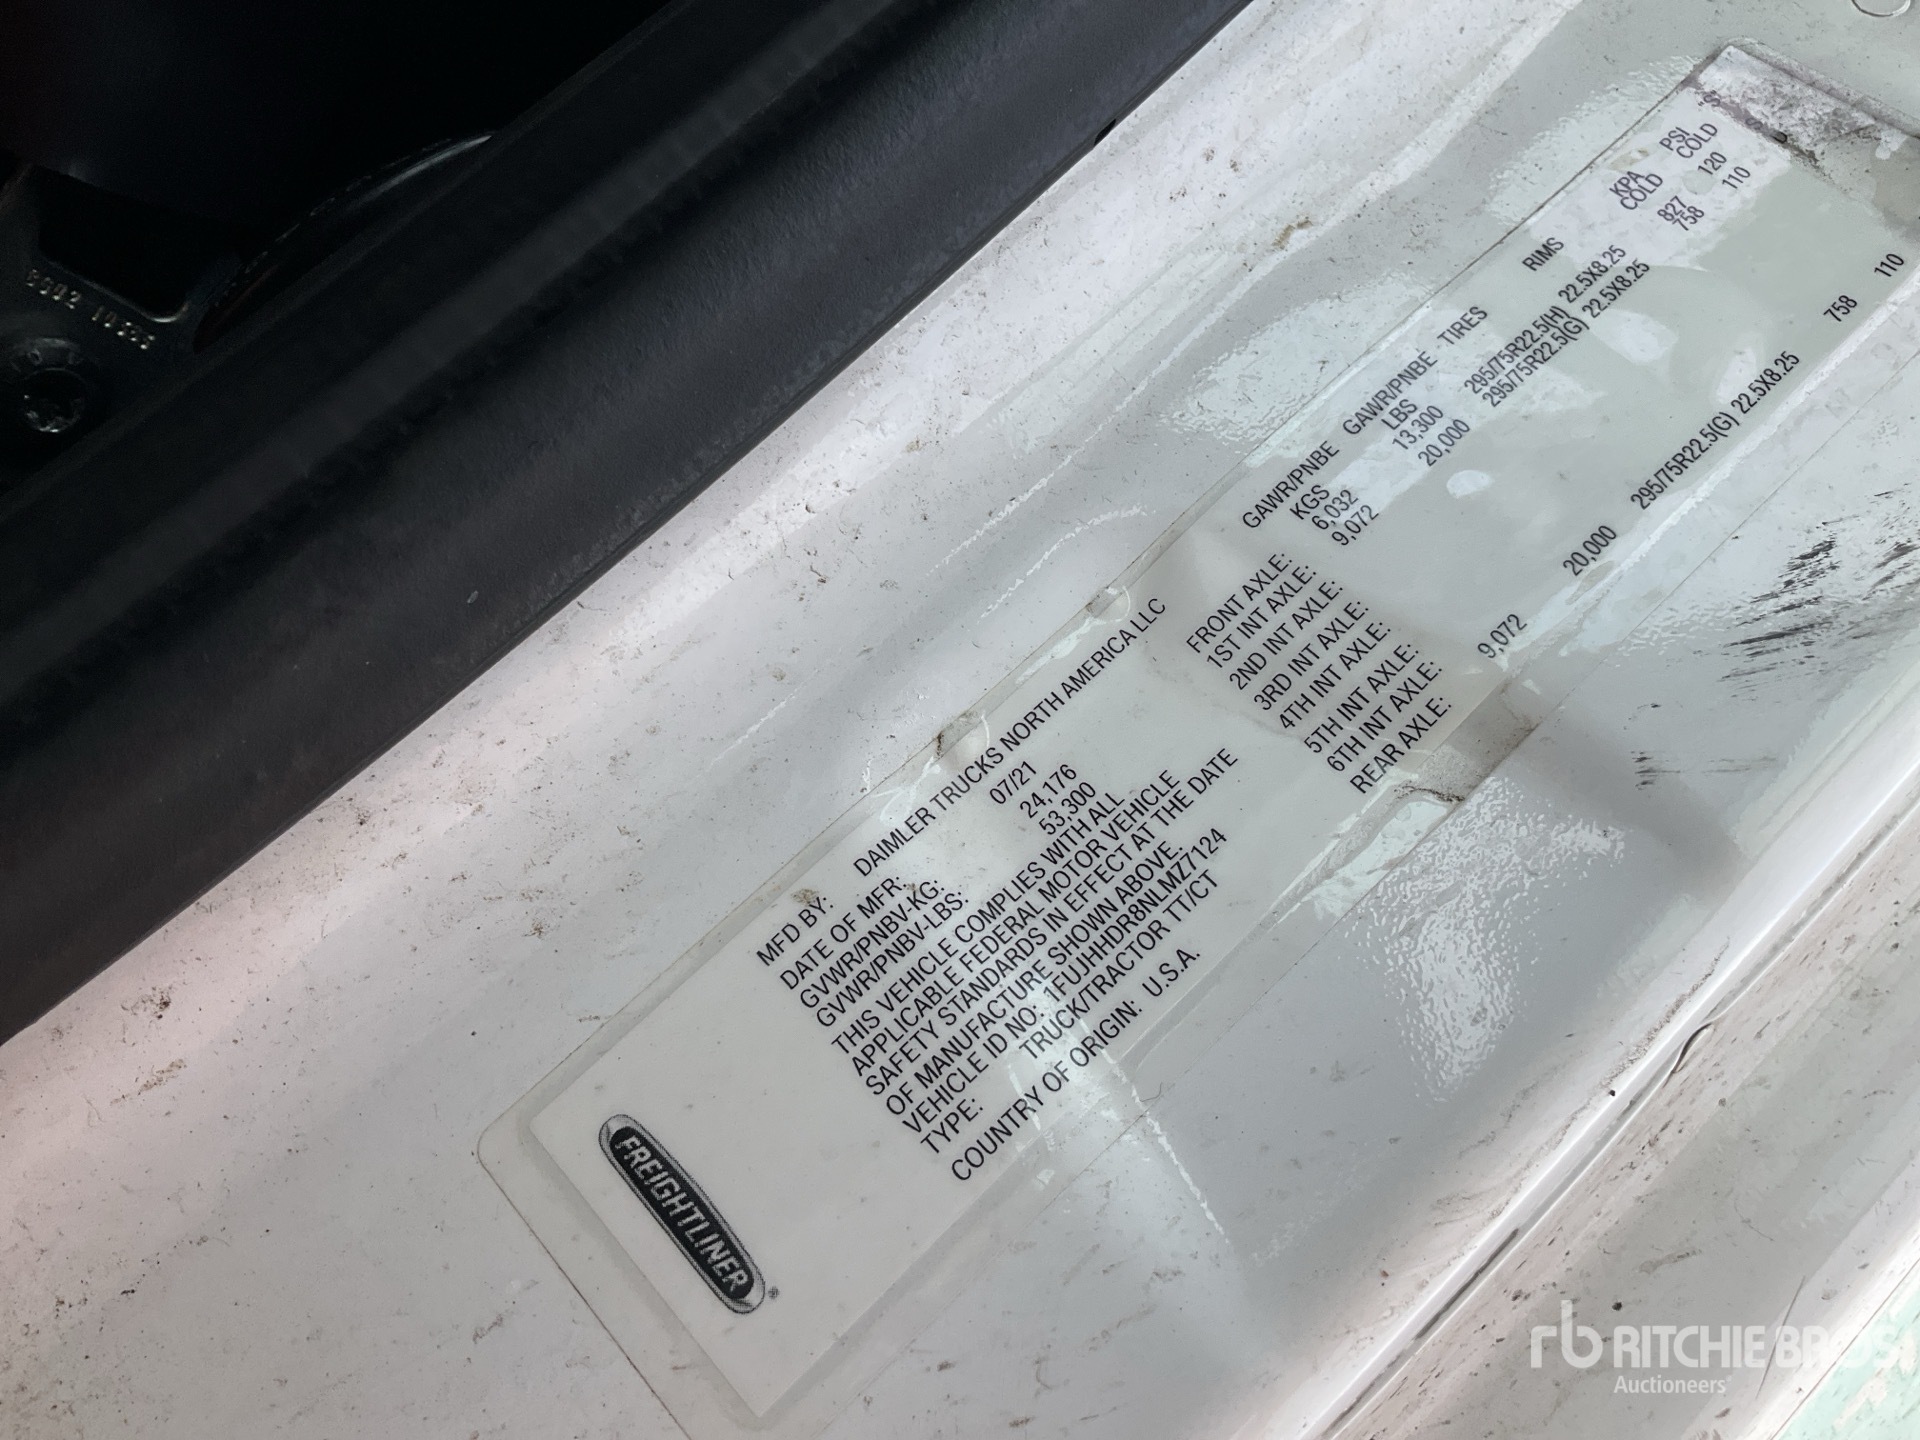 FREIGHTLINER®
MFD BY: DAIMLER TRUCKS NORTH AMERICA LLC
DATE OF MFR: 07/21
GVWR/PNBV-KG: 24,176
GVWR/PNBV-LBS: 53,300
THIS VEHICLE COMPLIES WITH ALL
APPLICABLE FEDERAL MOTOR VEHICLE
SAFETY STANDARDS IN EFFECT AT THE DATE
OF MANUFACTURE SHOWN ABOVE.
VEHICLE ID NO: 1FUJHHDR8NLMZ7124
TYPE: TRUCK/TRACTOR TT/CT
COUNTRY OF ORIGIN: U.S.A.
GAWR/PNBE GAWR/PNBE TIRES RIMS KPA PSI "S"
KGS LBS COLD COLD
FRONT AXLE: 6,032 13,300 295/75R22.5(H) 22.5X8.25 827 120
1ST INT AXLE: 9,072 20,000 295/75R22.5(G) 22.5X8.25 758 110
2ND INT AXLE:
3RD INT AXLE:
4TH INT AXLE:
5TH INT AXLE:
6TH INT AXLE:
REAR AXLE: 9,072 20,000 295/75R22.5(G) 22.5X8.25 758 110
rb RITCHIE BROS
Auctioneers